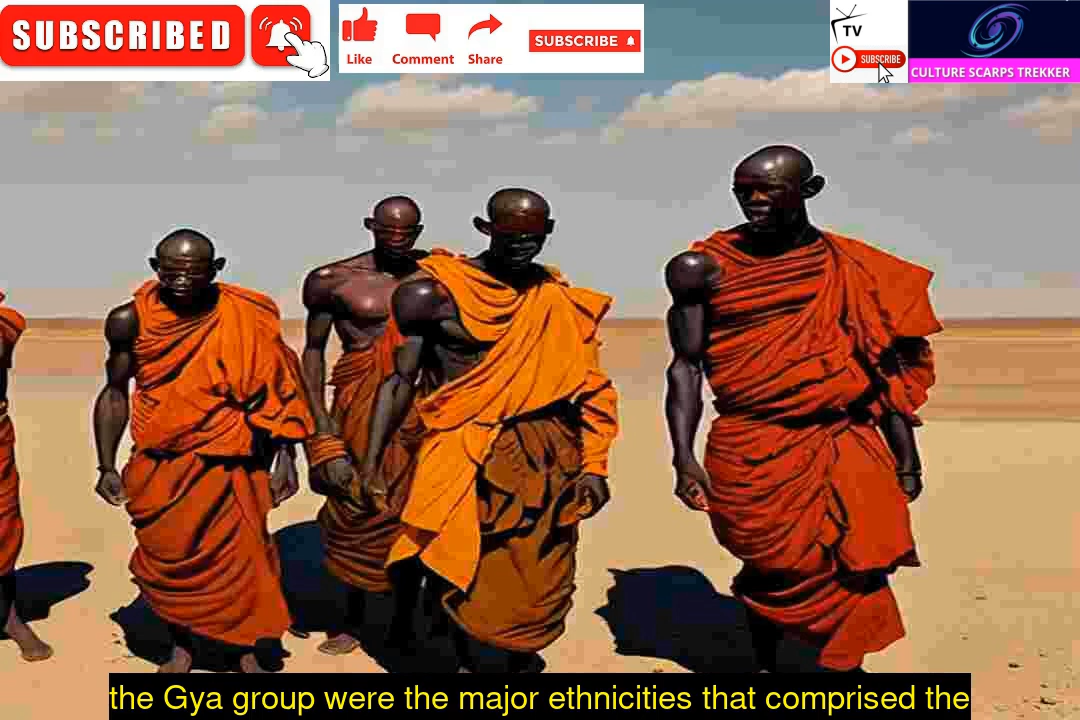 SUBSCRIBED
Like
Comment
Share
SUBSCRIBE
TV
SUBSCRIBE
CULTURE SCARPS TREKKER
the Gya group were the major ethnicities that comprised the